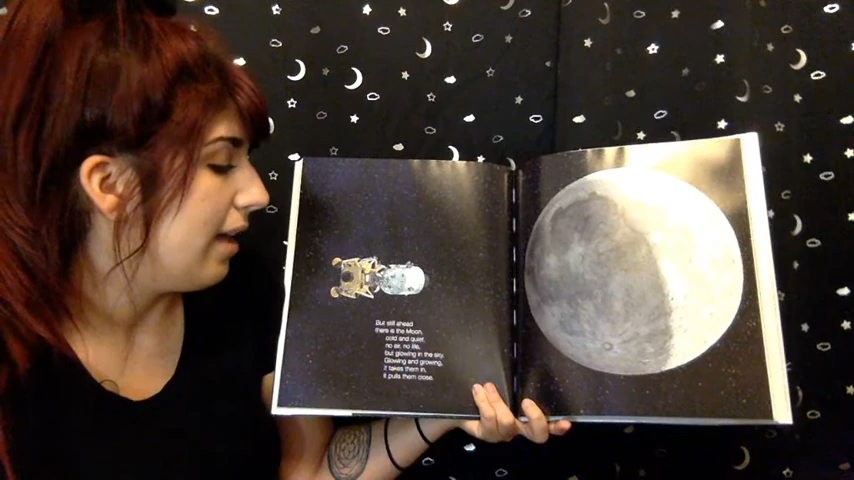 But still ahead
there is the Moon,
cold and quiet,
no air, no life,
but glowing in the sky.
Glowing and growing,
it takes them in,
it pulls them close.